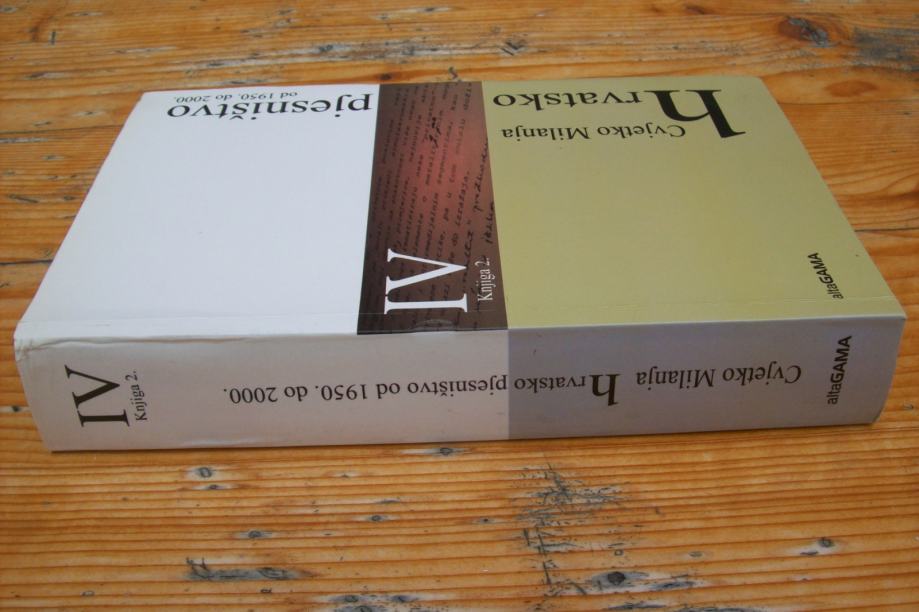 Cvjetko Milanja
hrvatsko
pjesništvo
od 1950. do 2000.
IV
Knjiga 2.
altaGAMA
Cvjetko Milanja hrvatsko pjesništvo od 1950. do 2000.
IV
Knjiga 2.
altaGAMA